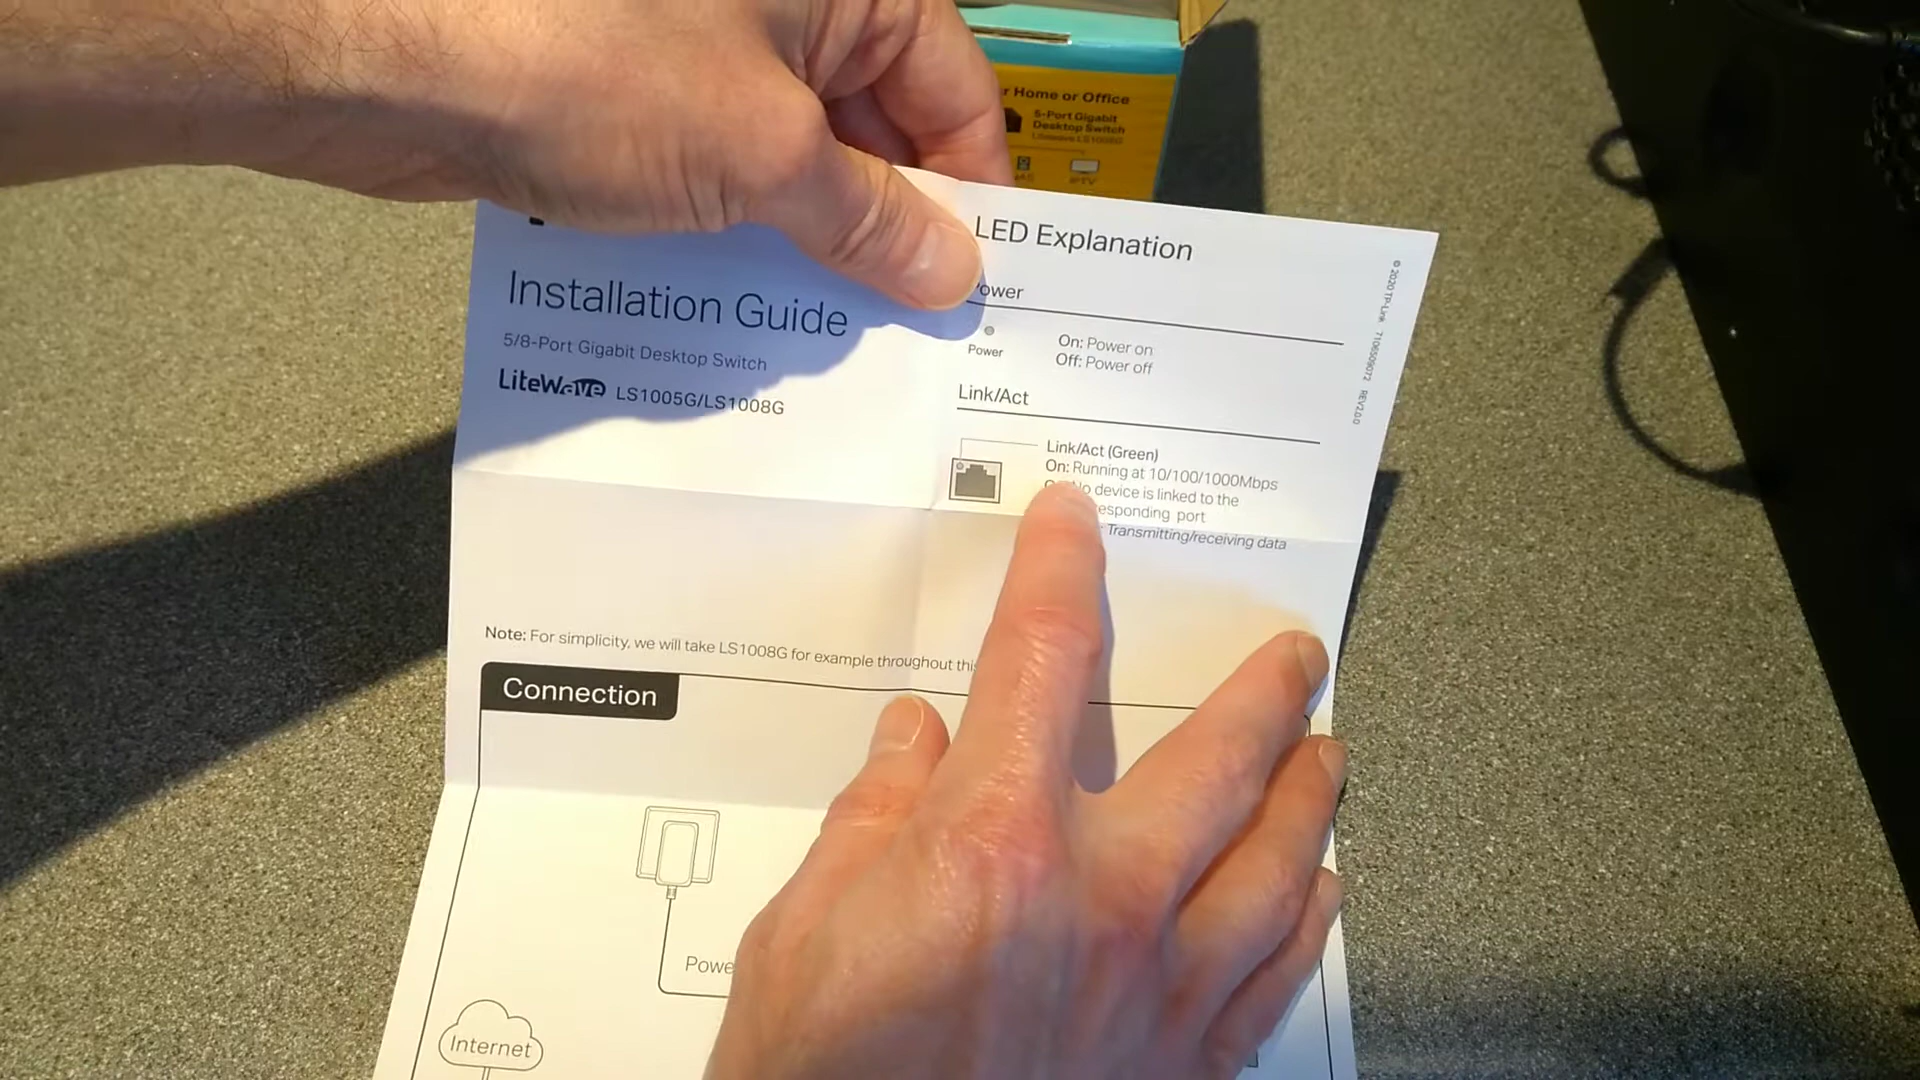 Home or Office
5-Port Gigabit
Desktop Switch
LED Explanation
Installation Guide
5/8-Port Gigabit Desktop Switch
LiteWave LS1005G/LS1008G
ower
Power
On: Power on
Off: Power off
Link/Act
Link/Act (Green)
On: Running at 10/100/1000Mbps
No device is linked to the
esponding port
Transmitting/receiving data
© 2020 TP-Link 7106509072 REV2.0.0
Note: For simplicity, we will take LS1008G for example throughout this
Connection
Powe
Internet